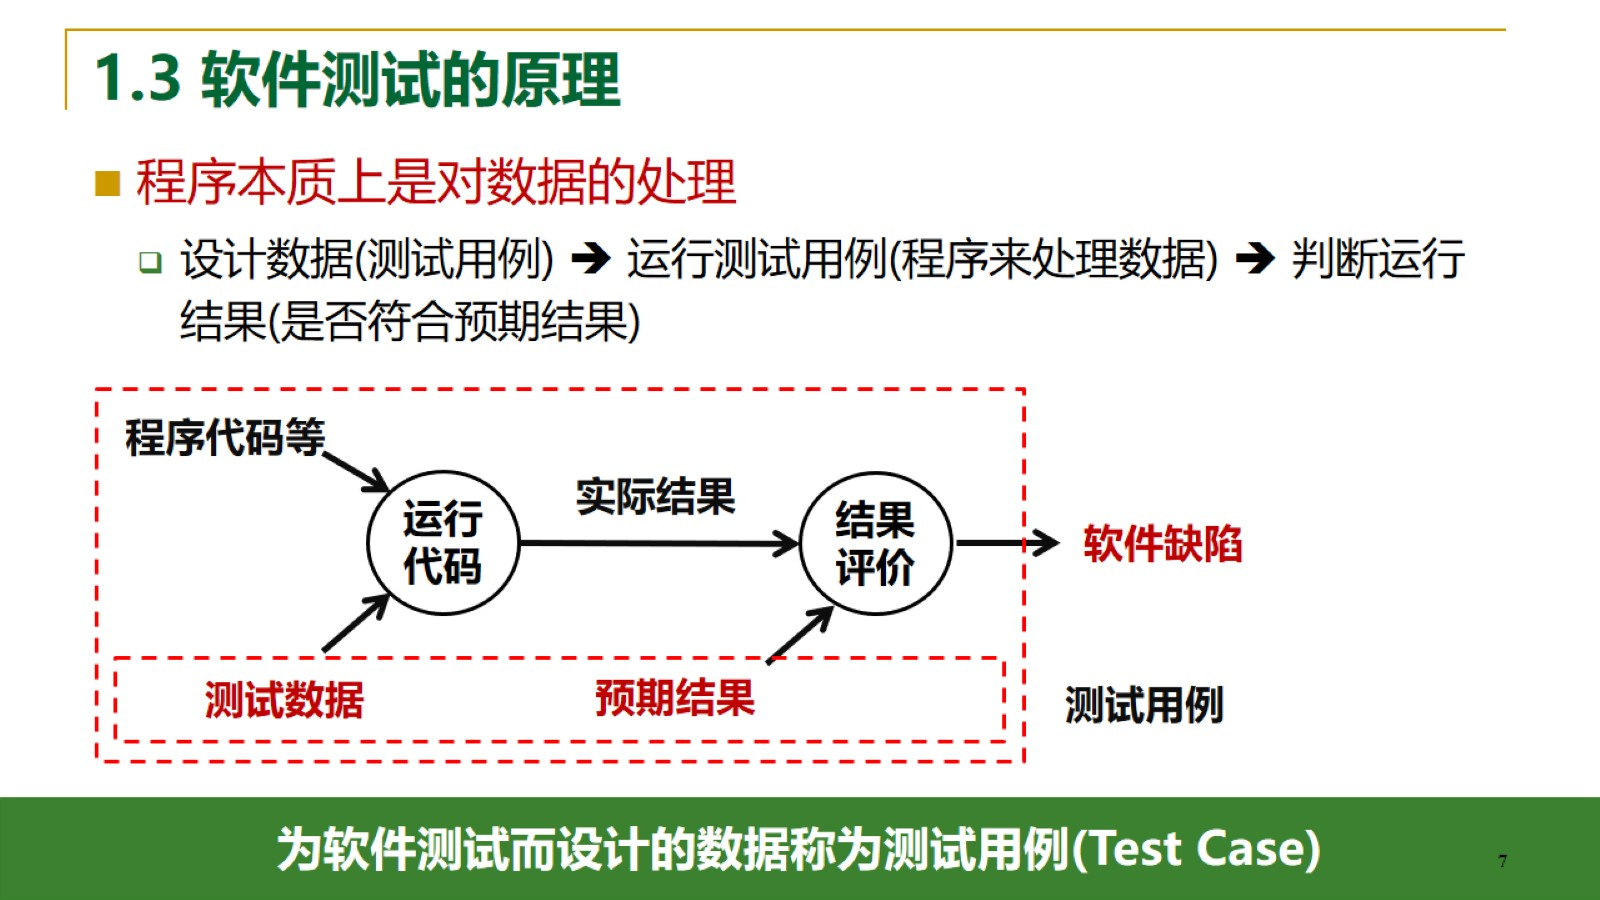 1.3 软件测试的原理
程序本质上是对数据的处理
设计数据(测试用例) ➔ 运行测试用例(程序来处理数据) ➔ 判断运行
结果(是否符合预期结果)
程序代码等
运行
代码
实际结果
结果
评价
软件缺陷
测试数据
预期结果
测试用例
为软件测试而设计的数据称为测试用例(Test Case)
7